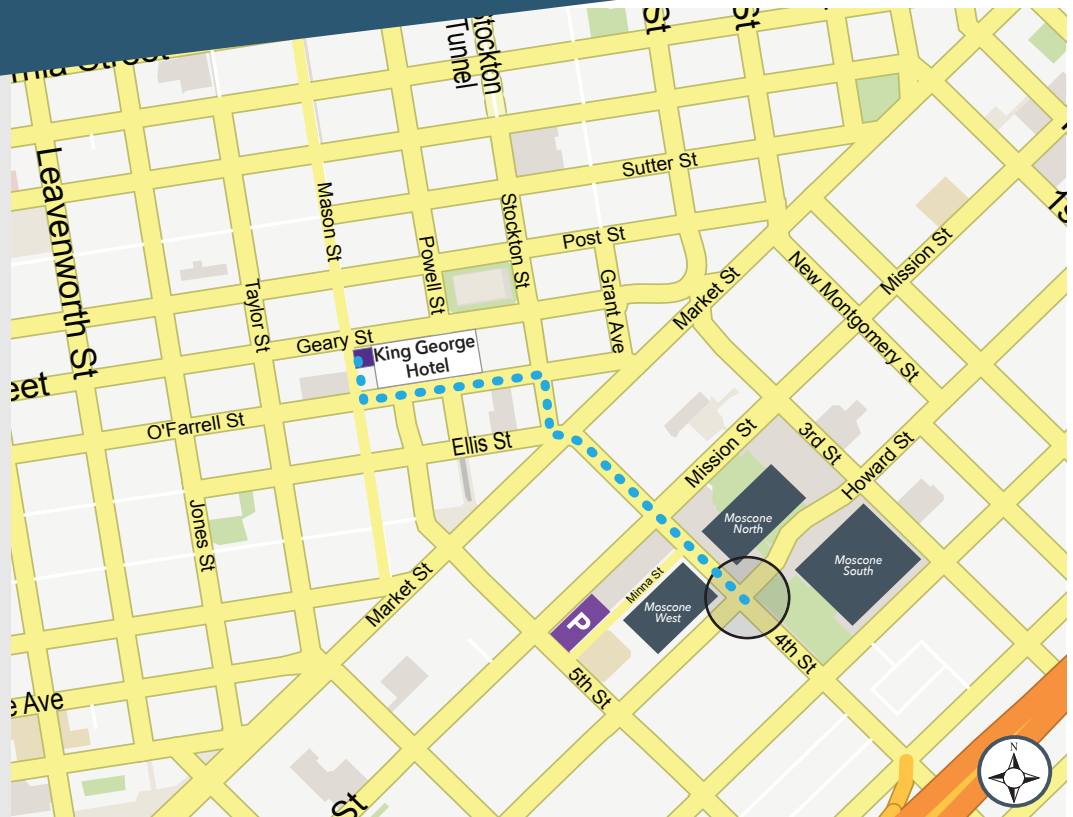 Stockton
Tunnel
St
St
Leavenworth St
Mason St
Sutter St
Stockton St
Post St
Powell St
Grant Ave
Taylor St
Geary St
King George
Hotel
Market St
New Montgomery St
Mission St
O'Farrell St
Ellis St
Jones St
Mission St
3rd St
Howard St
Moscone
North
Moscone
South
Minna St
Moscone
West
P
Market St
4th St
5th St
eet
Ave
St
N